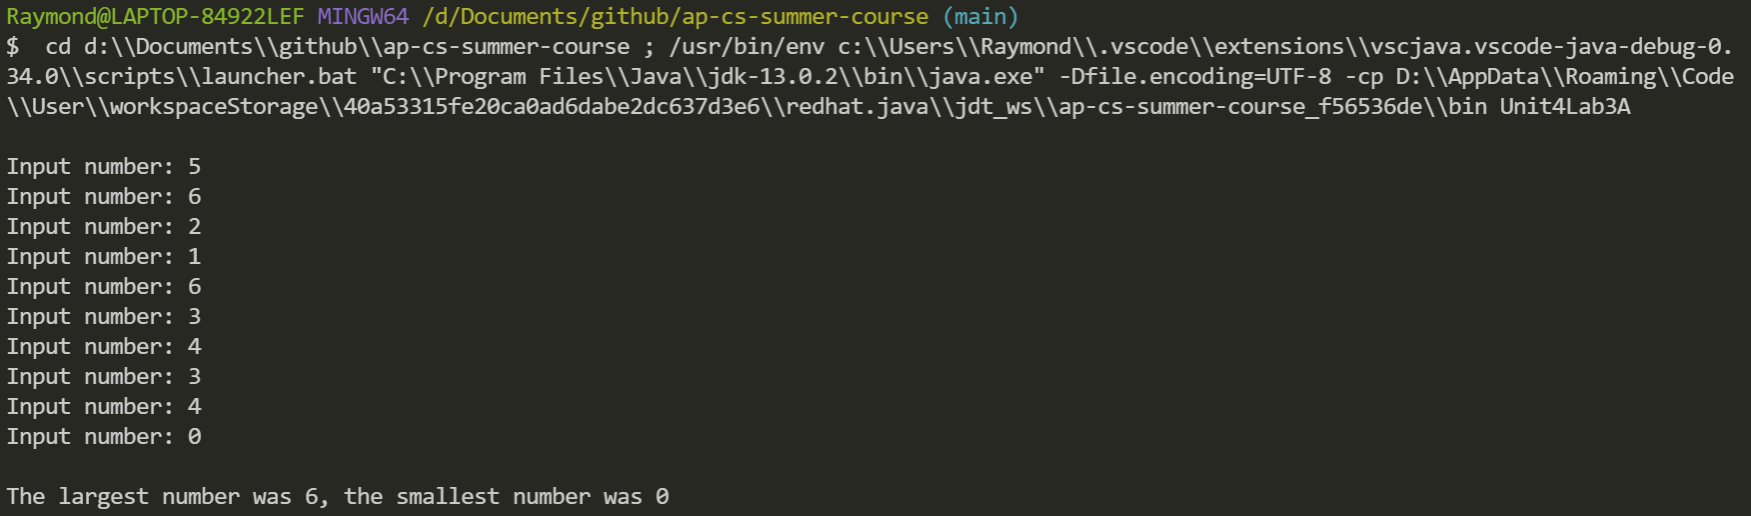 Raymond@LAPTOP-84922LEF MINGW64 /d/Documents/github/ap-cs-summer-course (main)
$  cd d:\\Documents\\github\\ap-cs-summer-course ; /usr/bin/env c:\\Users\\Raymond\\.vscode\\extensions\\vscjava.vscode-java-debug-0.
34.0\\scripts\\launcher.bat "C:\\Program Files\\Java\\jdk-13.0.2\\bin\\java.exe" -Dfile.encoding=UTF-8 -cp D:\\AppData\\Roaming\\Code
\\User\\workspaceStorage\\40a53315fe20ca0ad6dabe2dc637d3e6\\redhat.java\\jdt_ws\\ap-cs-summer-course_f56536de\\bin Unit4Lab3A
Input number: 5
Input number: 6
Input number: 2
Input number: 1
Input number: 6
Input number: 3
Input number: 4
Input number: 3
Input number: 4
Input number: 0
The largest number was 6, the smallest number was 0